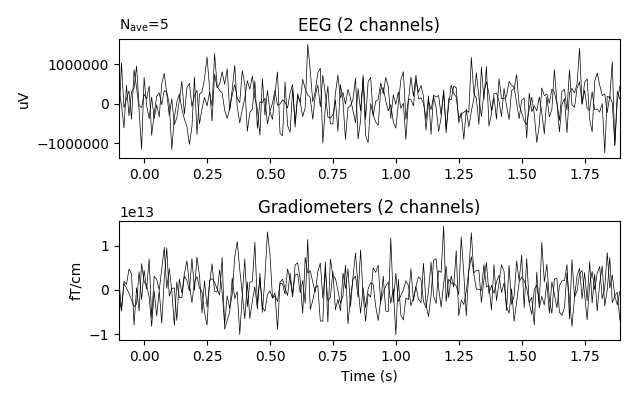 N_ave=5
EEG (2 channels)
1000000
0
−1000000
uV
0.00 0.25 0.50 0.75 1.00 1.25 1.50 1.75
1e13
Gradiometers (2 channels)
1
0
−1
fT/cm
0.00 0.25 0.50 0.75 1.00 1.25 1.50 1.75
Time (s)